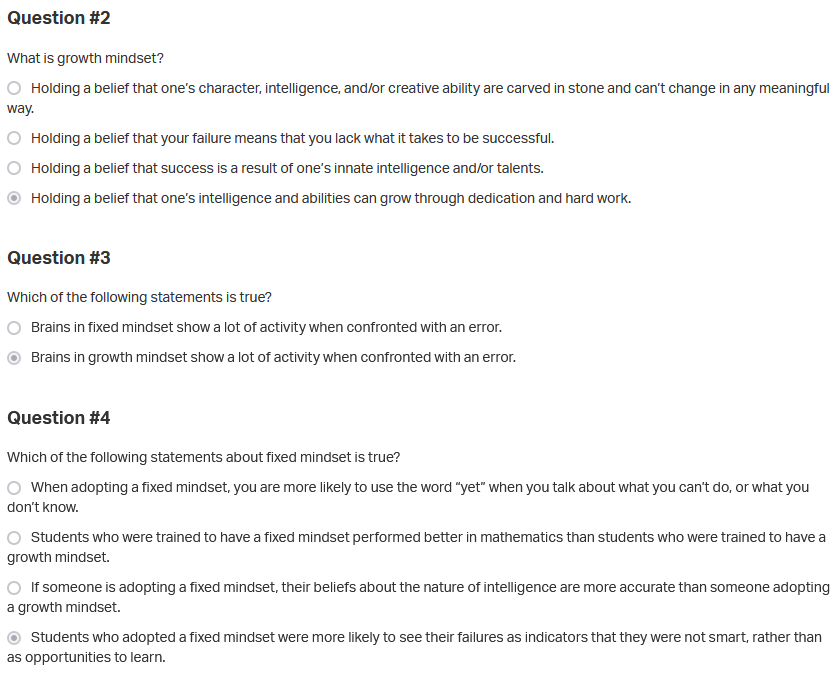 Question #2
What is growth mindset?
Holding a belief that one's character, intelligence, and/or creative ability are carved in stone and can't change in any meaningful
way.
Holding a belief that your failure means that you lack what it takes to be successful.
Holding a belief that success is a result of one's innate intelligence and/or talents.
Holding a belief that one's intelligence and abilities can grow through dedication and hard work.
Question #3
Which of the following statements is true?
Brains in fixed mindset show a lot of activity when confronted with an error.
Brains in growth mindset show a lot of activity when confronted with an error.
Question #4
Which of the following statements about fixed mindset is true?
When adopting a fixed mindset, you are more likely to use the word “yet” when you talk about what you can't do, or what you
don't know.
Students who were trained to have a fixed mindset performed better in mathematics than students who were trained to have a
growth mindset.
If someone is adopting a fixed mindset, their beliefs about the nature of intelligence are more accurate than someone adopting
a growth mindset.
Students who adopted a fixed mindset were more likely to see their failures as indicators that they were not smart, rather than
as opportunities to learn.